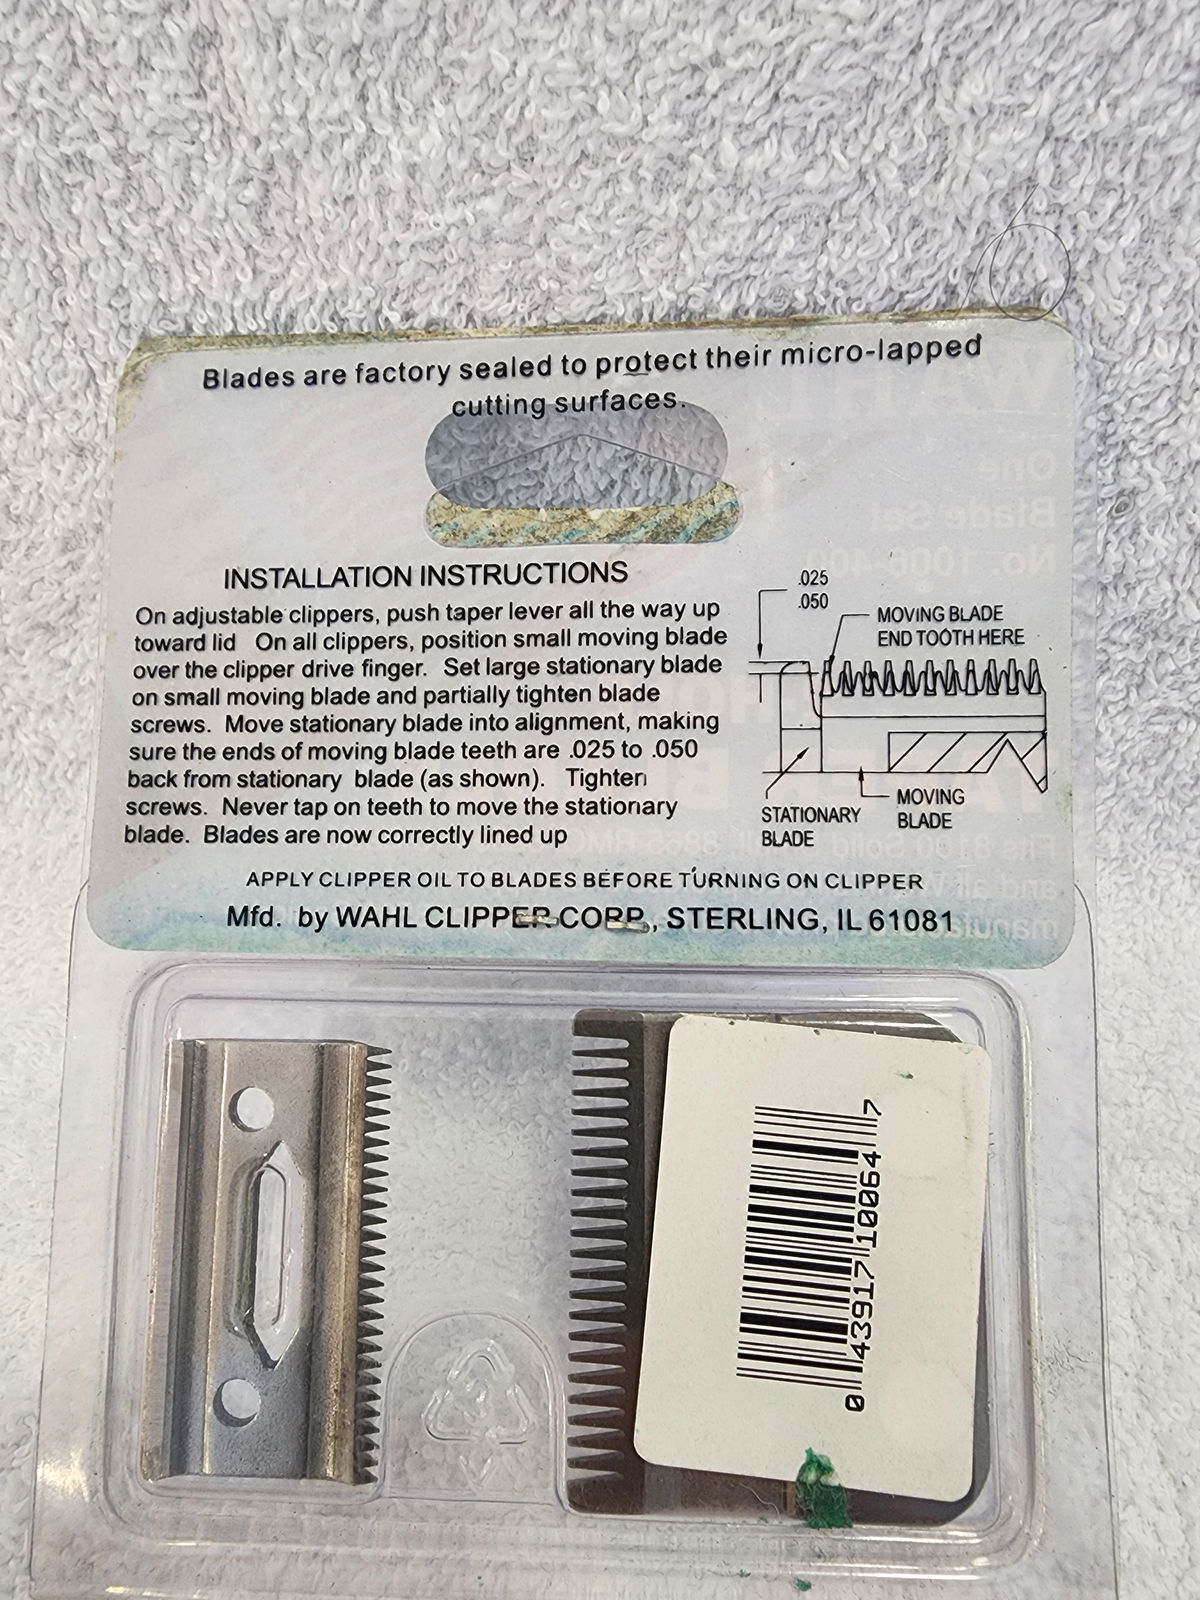 Blades are factory sealed to protect their micro-lapped
cutting surfaces.
INSTALLATION INSTRUCTIONS
On adjustable clippers, push taper lever all the way up
toward lid On all clippers, position small moving blade
over the clipper drive finger. Set large stationary blade
on small moving blade and partially tighten blade
screws. Move stationary blade into alignment, making
sure the ends of moving blade teeth are .025 to .050
back from stationary blade (as shown). Tighten
screws. Never tap on teeth to move the stationary
blade. Blades are now correctly lined up
.025
.050
MOVING BLADE
END TOOTH HERE
STATIONARY
BLADE
MOVING
BLADE
APPLY CLIPPER OIL TO BLADES BEFORE TURNING ON CLIPPER
Mfd. by WAHL CLIPPER CORP., STERLING, IL 61081
0 43917 10064 7